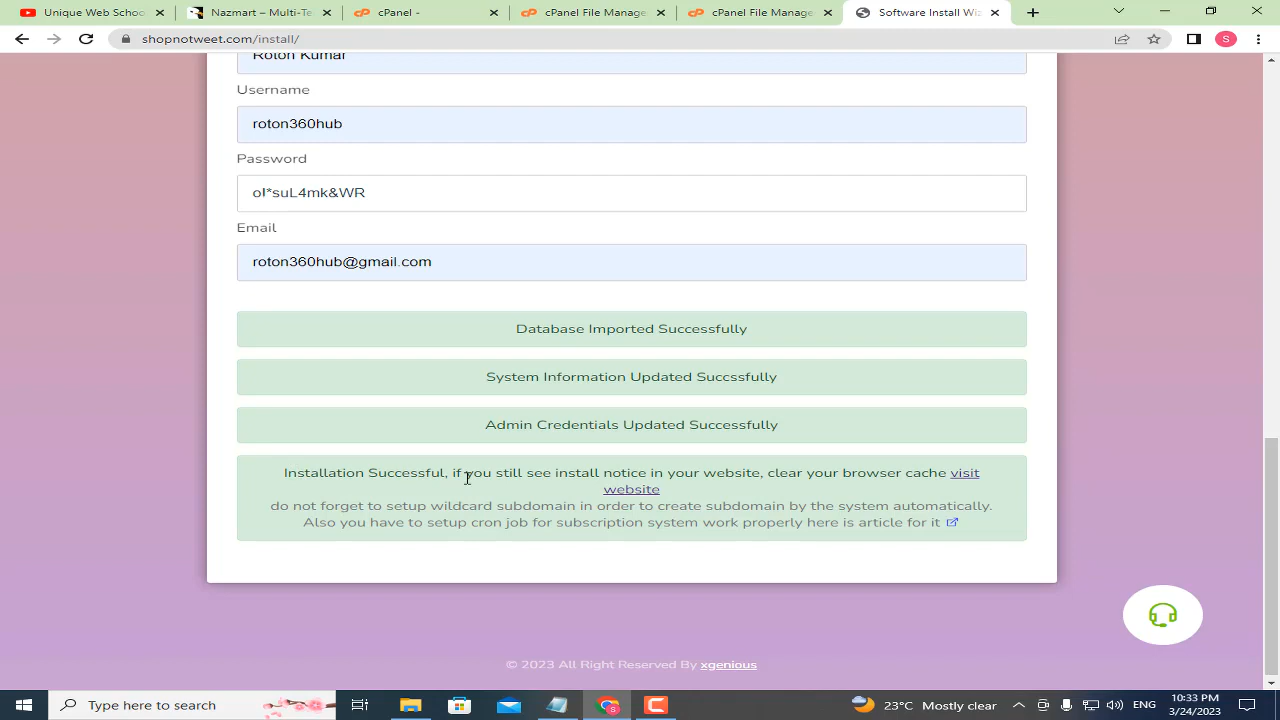 Unique Web Schoo
Nazmart – Multi-Te
cPanel -
cPanel File Manage
cPanel File Manage
Software Install Wiz
shopnotweet.com/install/
S
Roton Kumar
Username
roton360hub
Password
o!*suL4mk&WR
Email
roton360hub@gmail.com
Database Imported Successfully
System Information Updated Succssfully
Admin Credentials Updated Successfully
Installation Successful, if you still see install notice in your website, clear your browser cache visit
website
do not forget to setup wildcard subdomain in order to create subdomain by the system automatically.
Also you have to setup cron job for subscription system work properly here is article for it
© 2023 All Right Reserved By xgenious
Type here to search
23°C Mostly clear
ENG
10:33 PM
3/24/2023